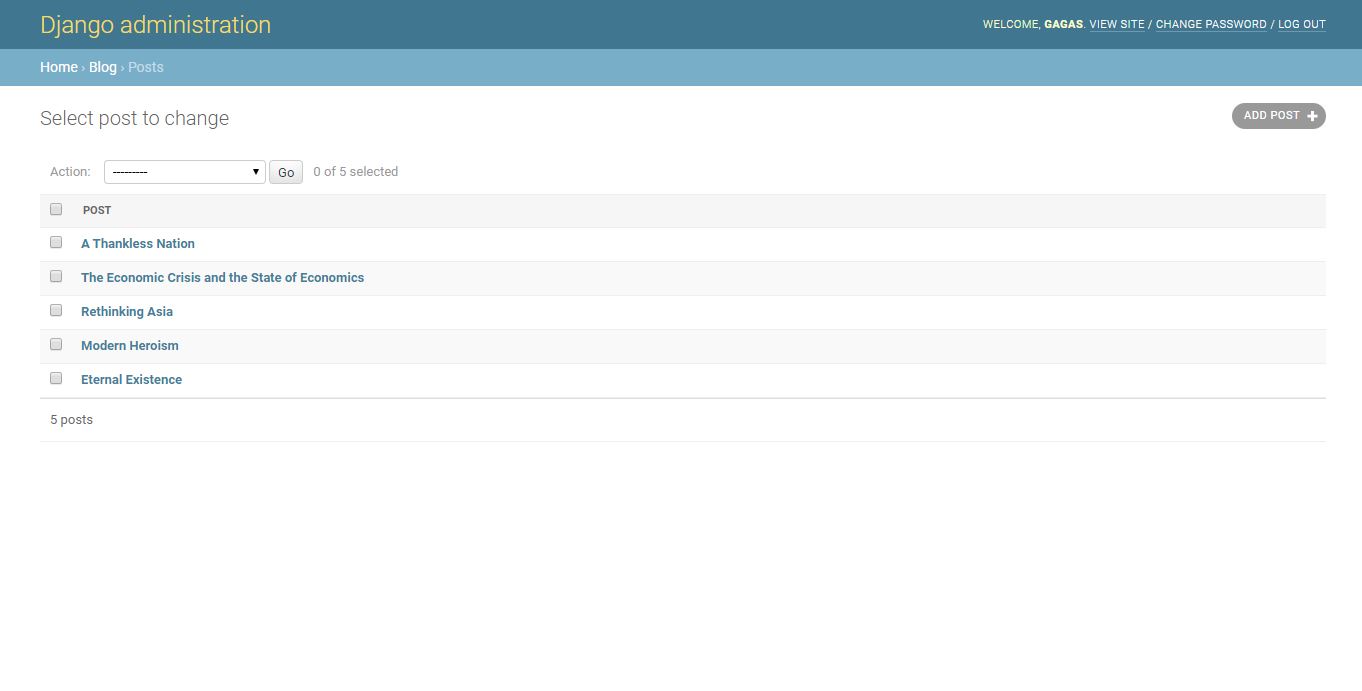 Django administration
WELCOME, GAGAS. VIEW SITE / CHANGE PASSWORD / LOG OUT
Home › Blog › Posts
Select post to change
ADD POST +
Action: --------- Go 0 of 5 selected
POST
A Thankless Nation
The Economic Crisis and the State of Economics
Rethinking Asia
Modern Heroism
Eternal Existence
5 posts